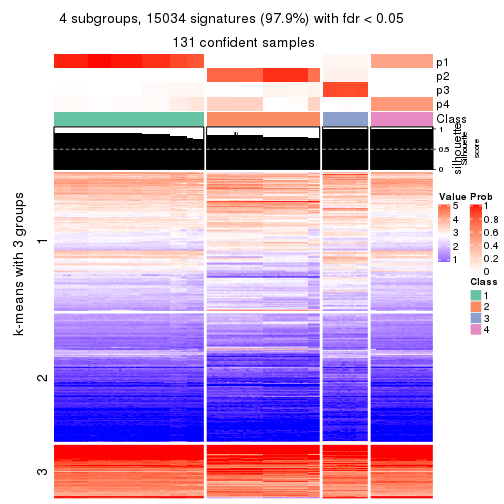 4 subgroups, 15034 signatures (97.9%) with fdr < 0.05
131 confident samples
p1
p2
p3
p4
Class
silhouette
Silhouette
score
1
0.5
0
k-means with 3 groups
1
2
3
Value
5
4
3
2
1
Prob
1
0.8
0.6
0.4
0.2
0
Class
1
2
3
4